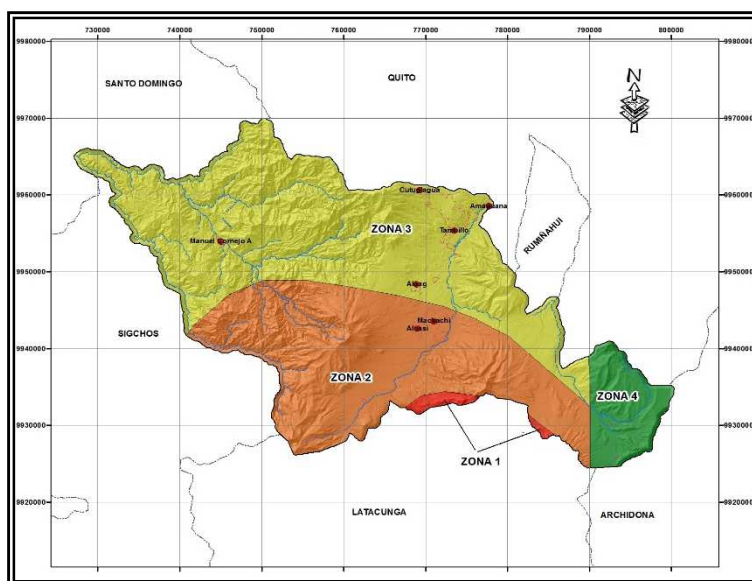 730000 740000 750000 760000 770000 780000 790000 800000
9980000 9980000
QUITO
SANTO DOMINGO
N
9970000 9970000
Cutuglagua
9960000 9960000
Amaguana
Tambillo
ZONA 3
RUMIÑAHUI
Manuel Cornejo A
9950000 9950000
Aloag
Machachi
Aloasi
SIGCHOS
9940000 9940000
ZONA 2
ZONA 4
9930000 9930000
ZONA 1
9920000 9920000
LATACUNGA
ARCHIDONA